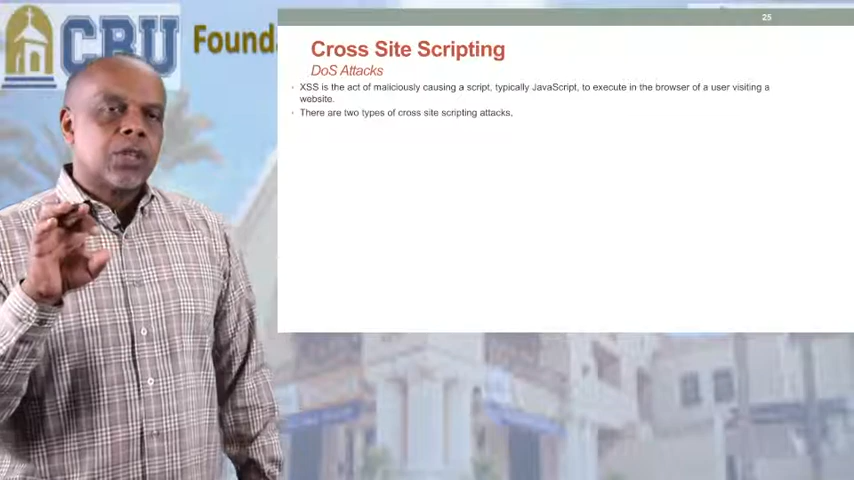 25
CBU Founda
Cross Site Scripting
DoS Attacks
XSS is the act of maliciously causing a script, typically JavaScript, to execute in the browser of a user visiting a
website.
There are two types of cross site scripting attacks.